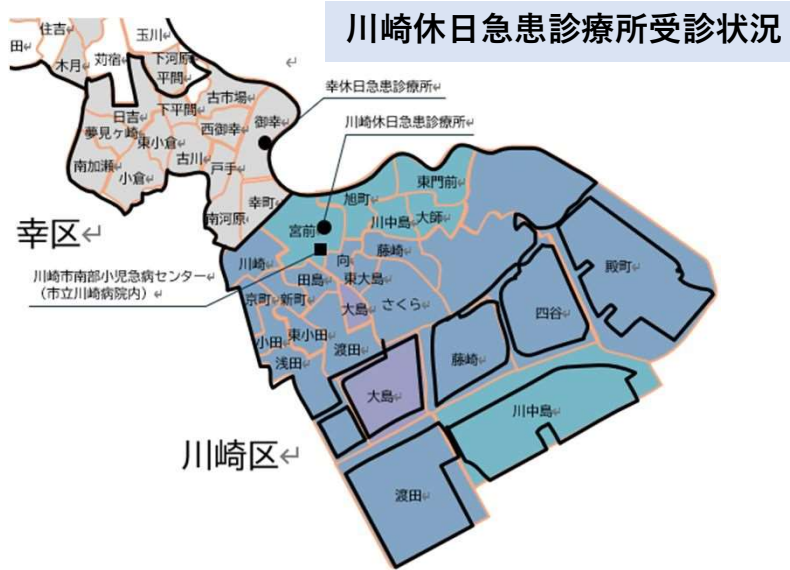 川崎休日急患診療所受診状況
住吉↵
玉川↵
田↵
木月↵
苅宿↵
下河原↵
平間↵
↵
幸休日急患診療所↵
古市場↵
下平間↵
日吉↵
御幸↵
川崎休日急患診療所↵
夢見ヶ崎↵
東小倉↵
西御幸↵
古川↵
戸手↵
南加瀬↵
小倉↵
幸町↵
南河原↵
東門前↵
旭町↵
川中島↵
大師↵
宮前↵
幸区↵
藤崎↵
向↵
川崎↵
田島↵
東大島↵
殿町↵
川崎市南部小児急病センター↵
(市立川崎病院内)↵
京町↵
新町↵
大島↵
さくら↵
四谷↵
小田↵
東小田↵
浅田↵
渡田↵
藤崎↵
大島↵
川中島↵
川崎区↵
渡田↵